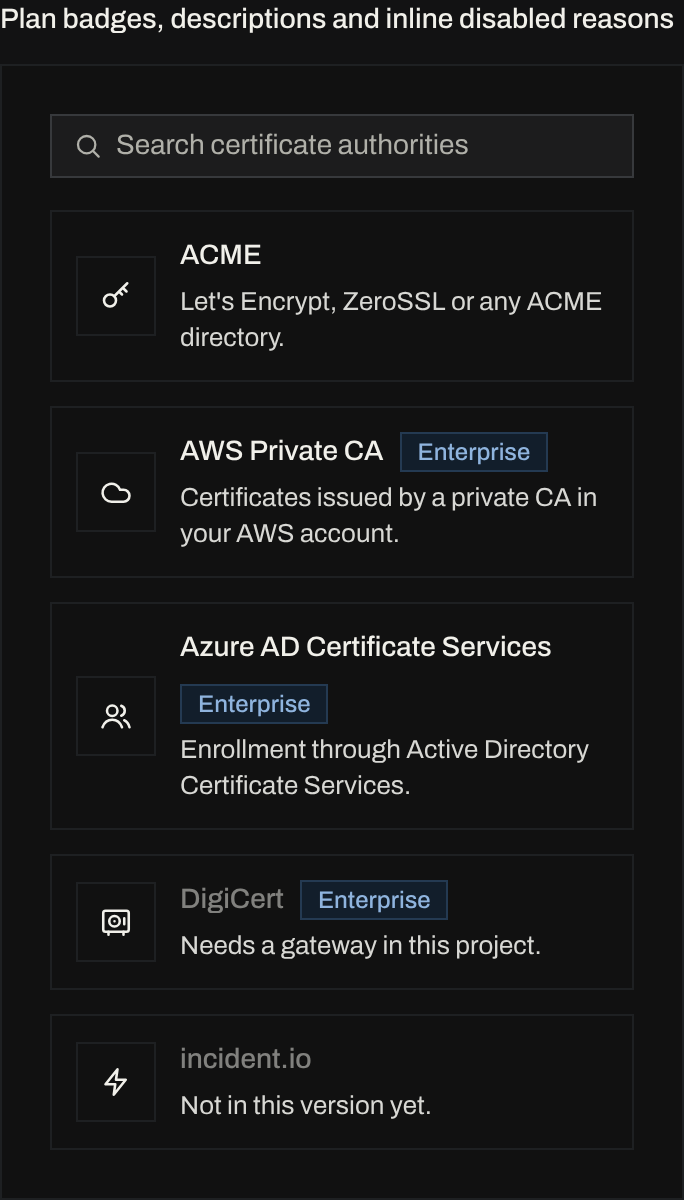 Plan badges, descriptions and inline disabled reasons
Search certificate authorities
ACME
Let's Encrypt, ZeroSSL or any ACME
directory.
AWS Private CA Enterprise
Certificates issued by a private CA in
your AWS account.
Azure AD Certificate Services
Enterprise
Enrollment through Active Directory
Certificate Services.
DigiCert Enterprise
Needs a gateway in this project.
incident.io
Not in this version yet.